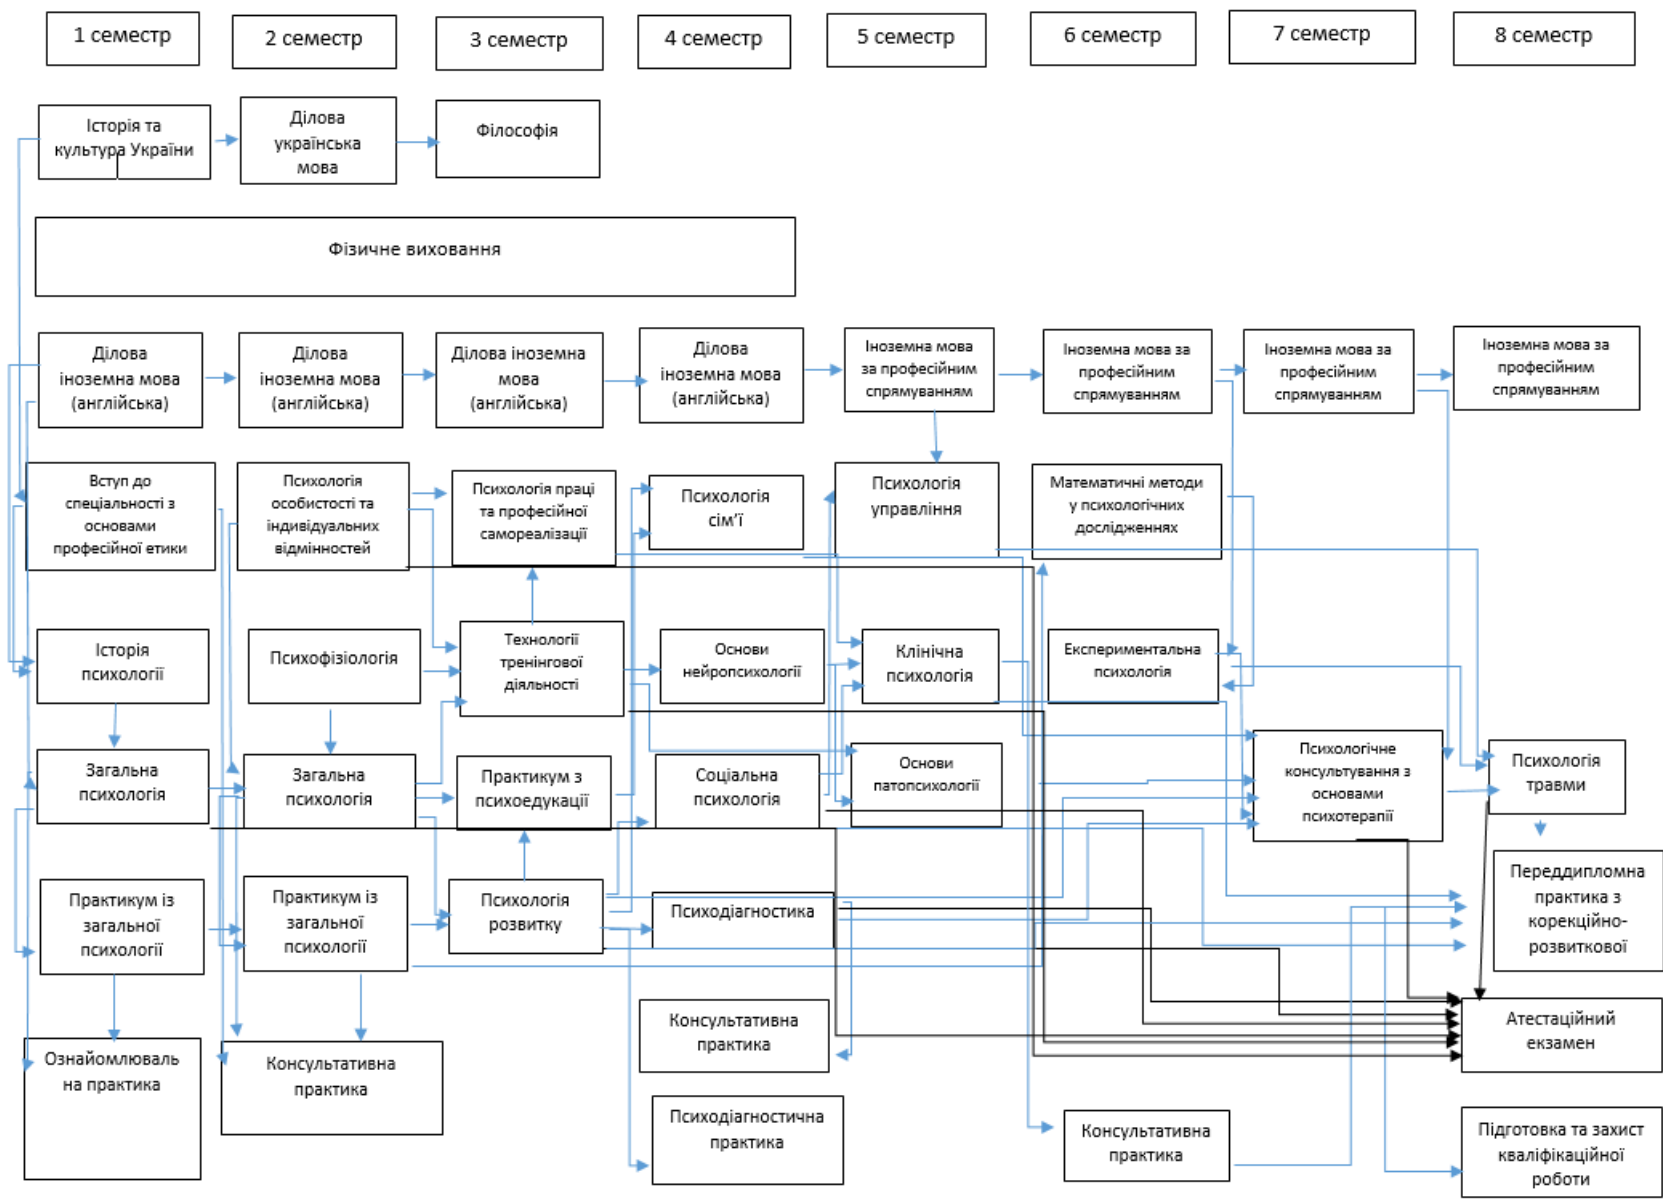 1 семестр
2 семестр
3 семестр
4 семестр
5 семестр
6 семестр
7 семестр
8 семестр
Історія та
культура України
Ділова
українська
мова
Філософія
Фізичне виховання
Ділова
іноземна мова
(англійська)
Ділова
іноземна мова
(англійська)
Ділова іноземна
мова
(англійська)
Ділова
іноземна мова
(англійська)
Іноземна мова
за професійним
спрямуванням
Іноземна мова за
професійним
спрямуванням
Іноземна мова за
професійним
спрямуванням
Іноземна мова за
професійним
спрямуванням
Вступ до
спеціальності з
основами
професійної етики
Психологія
особистості та
індивідуальних
відмінностей
Психологія праці
та професійної
самореалізації
Психологія
сім’ї
Психологія
управління
Математичні методи
у психологічних
дослідженнях
Історія
психології
Психофізіологія
Технології
тренінгової
діяльності
Основи
нейропсихології
Клінічна
психологія
Експериментальна
психологія
Загальна
психологія
Загальна
психологія
Практикум з
психоедукації
Соціальна
психологія
Основи
патопсихології
Психологічне
консультування з
основами
психотерапії
Психологія
травми
Практикум із
загальної
психології
Практикум із
загальної
психології
Психологія
розвитку
Психодіагностика
Переддипломна
практика з
корекційно-
розвиткової
Ознайомлюваль
на практика
Консультативна
практика
Консультативна
практика
Атестаційний
екзамен
Психодіагностична
практика
Консультативна
практика
Підготовка та захист
кваліфікаційної
роботи